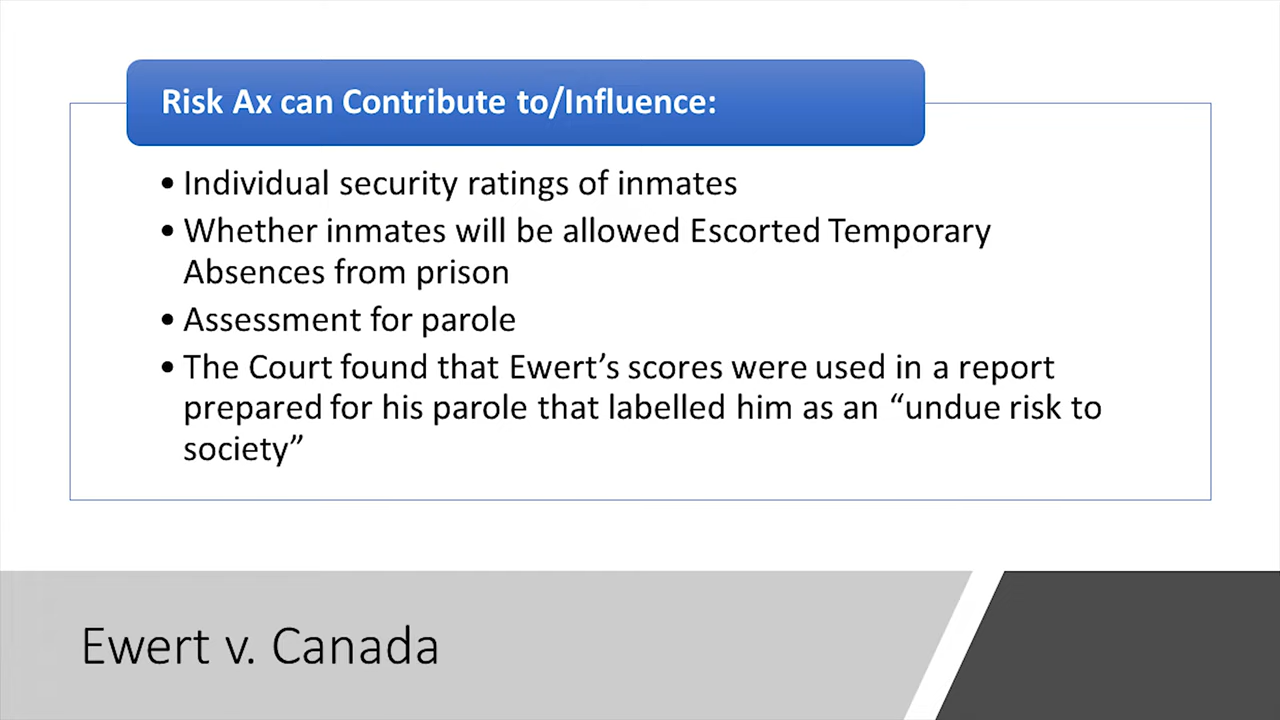 Risk Ax can Contribute to/Influence:
• Individual security ratings of inmates
• Whether inmates will be allowed Escorted Temporary
Absences from prison
• Assessment for parole
• The Court found that Ewert’s scores were used in a report
prepared for his parole that labelled him as an “undue risk to
society”
Ewert v. Canada